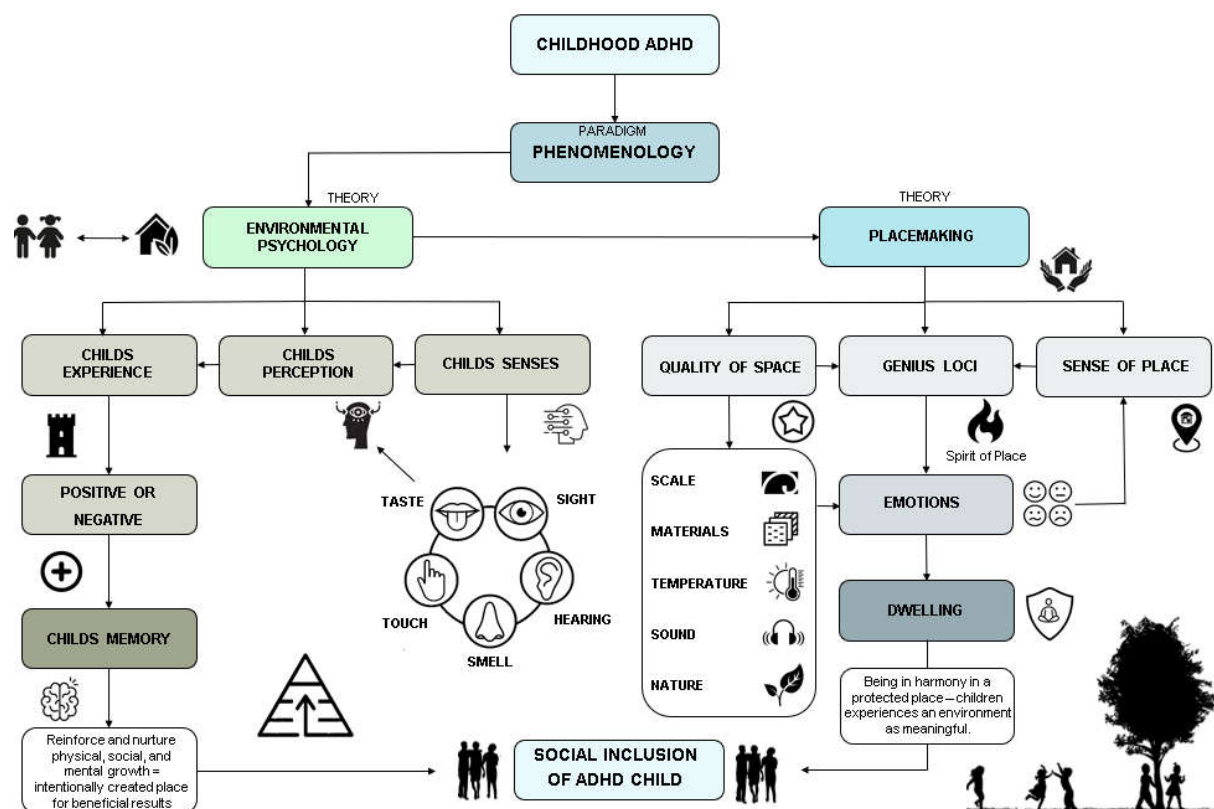 CHILDHOOD ADHD
PARADIGM
PHENOMENOLOGY
THEORY
ENVIRONMENTAL
PSYCHOLOGY
THEORY
PLACEMAKING
CHILDS
EXPERIENCE
CHILDS
PERCEPTION
CHILDS SENSES
QUALITY OF SPACE
GENIUS LOCI
SENSE OF PLACE
Spirit of Place
POSITIVE OR
NEGATIVE
TASTE
SIGHT
TOUCH
HEARING
SMELL
SCALE
MATERIALS
TEMPERATURE
SOUND
NATURE
EMOTIONS
DWELLING
CHILDS MEMORY
Being in harmony in a
protected place – children
experiences an environment
as meaningful.
Reinforce and nurture
physical, social, and
mental growth =
intentionally created place
for beneficial results
SOCIAL INCLUSION
OF ADHD CHILD